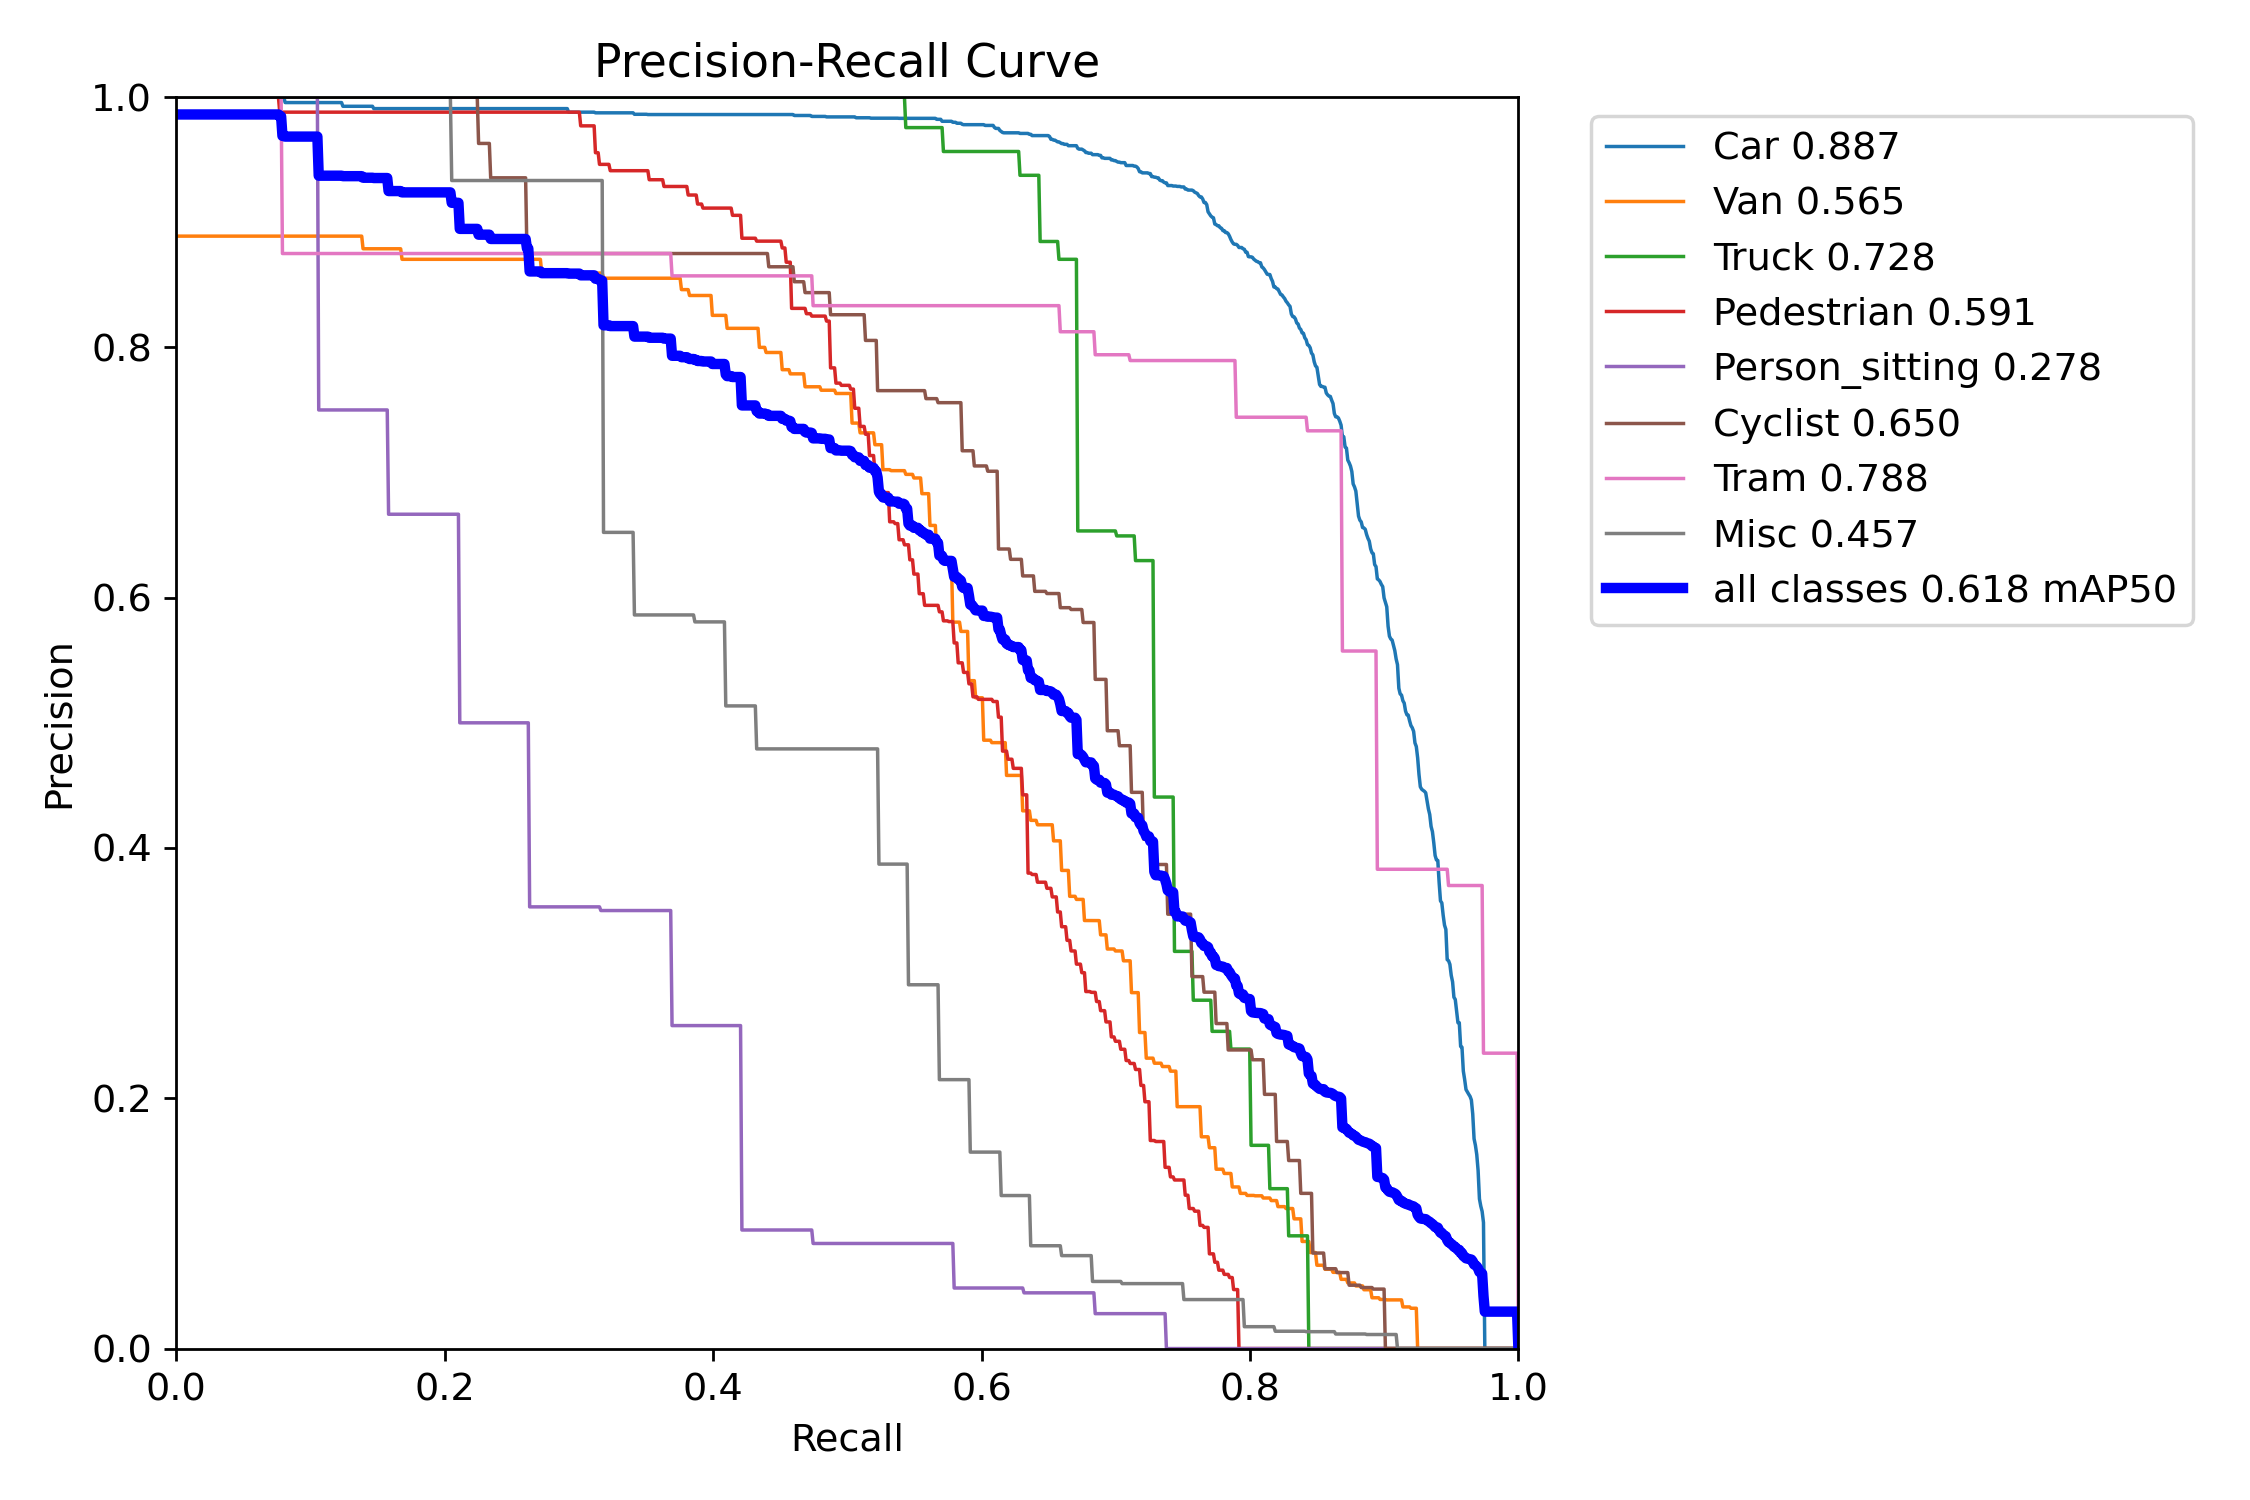 Precision-Recall Curve
1.0
0.8
0.6
0.4
0.2
0.0
Precision
0.0 0.2 0.4 0.6 0.8 1.0
Recall
Car 0.887
Van 0.565
Truck 0.728
Pedestrian 0.591
Person_sitting 0.278
Cyclist 0.650
Tram 0.788
Misc 0.457
all classes 0.618 mAP50